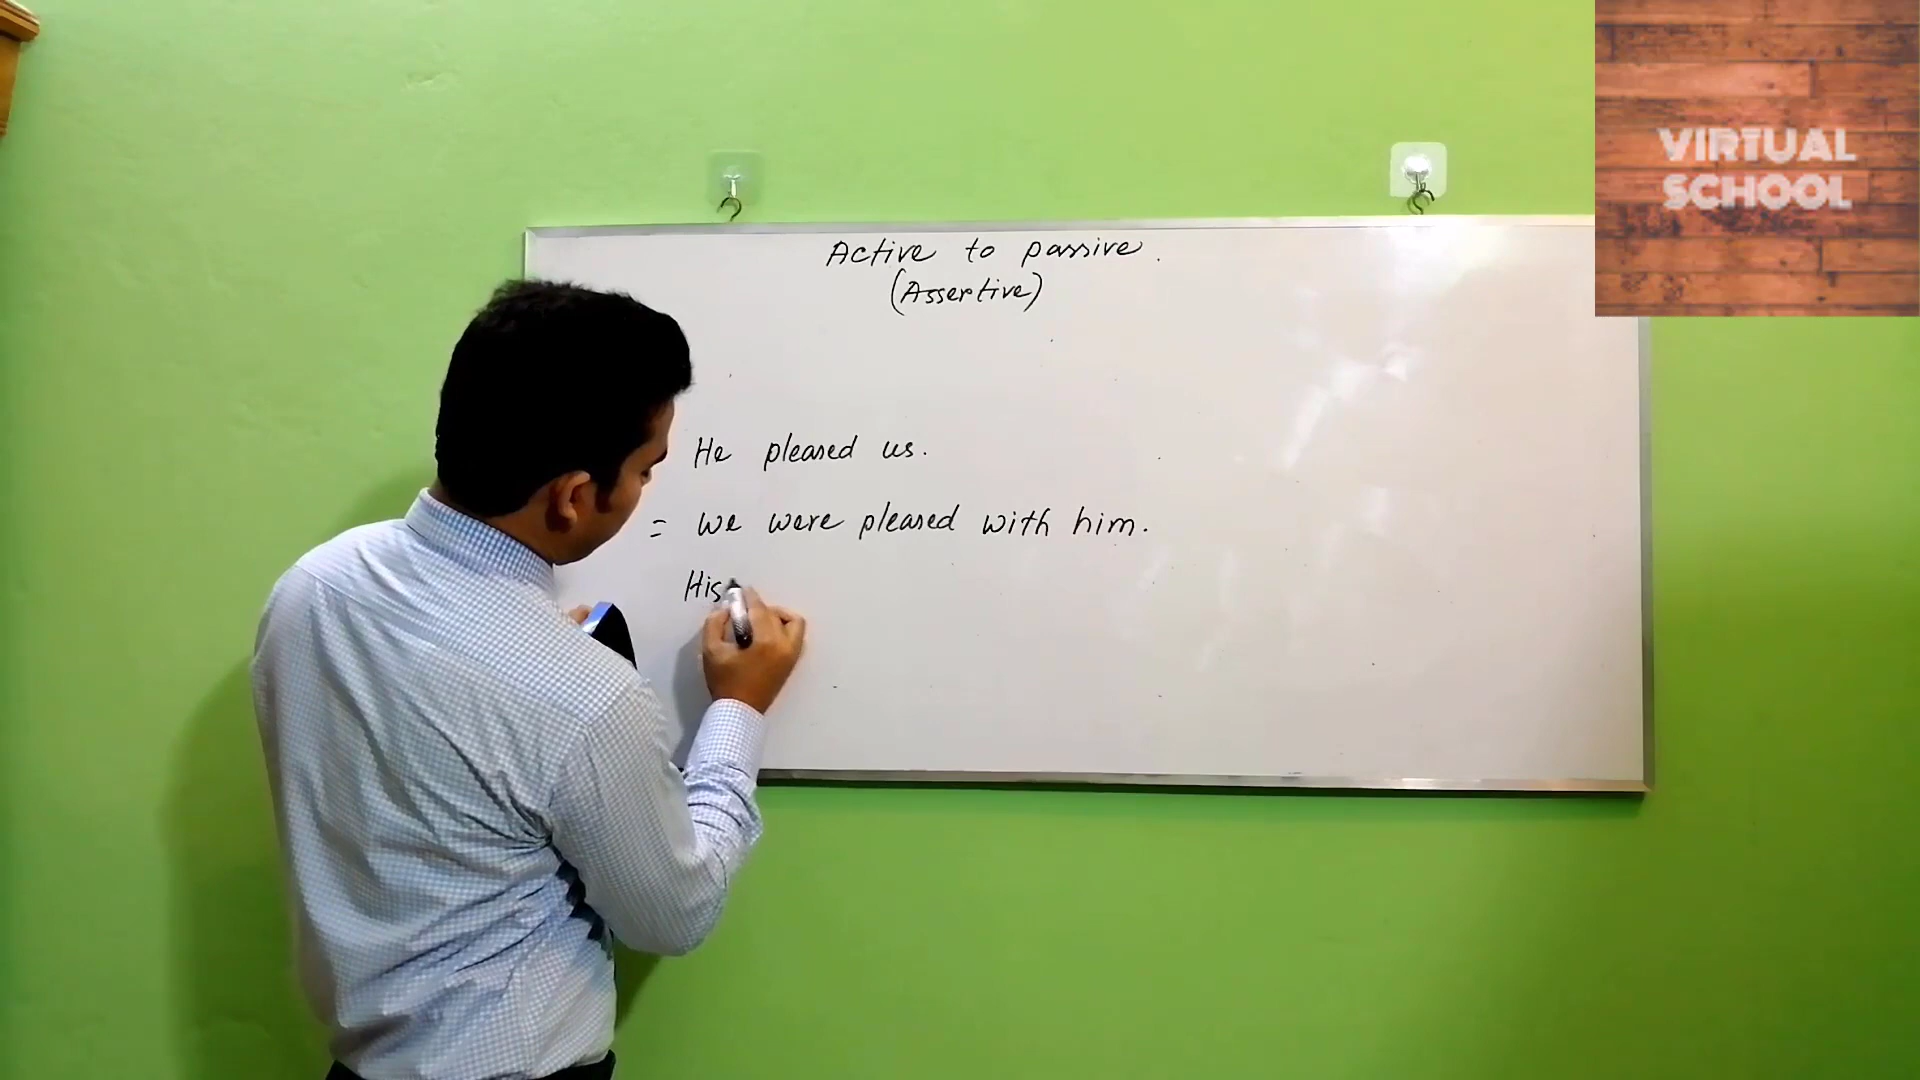 VIRTUAL
SCHOOL
Active to passive.
(Assertive)
He pleased us.
= we were pleased with him.
His